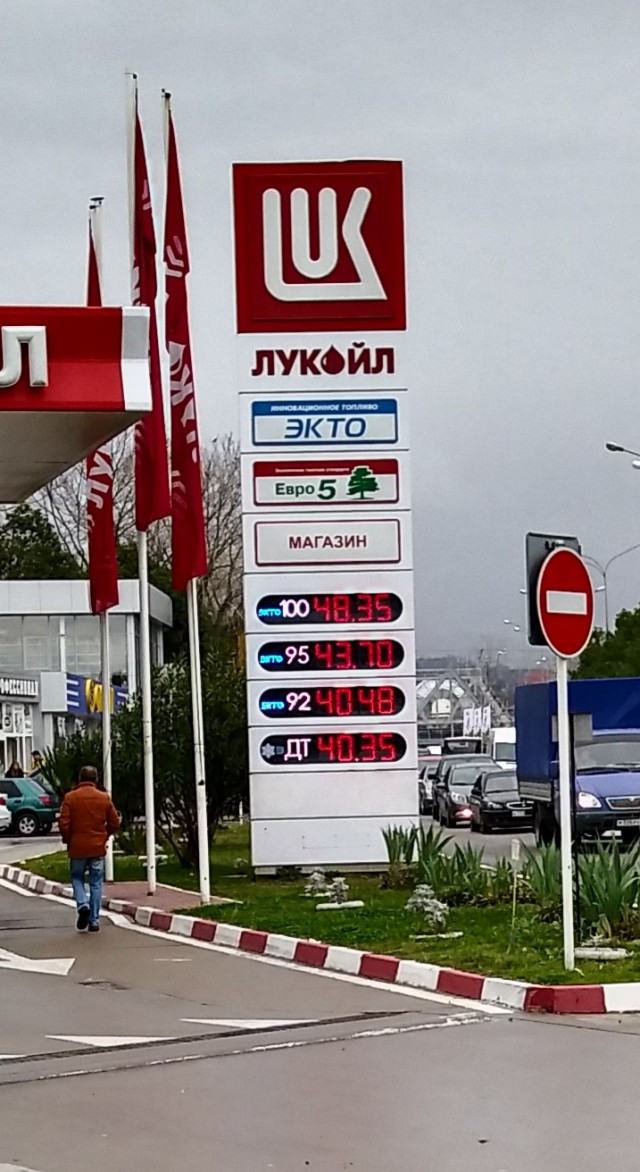 ЛУКОЙЛ
ИННОВАЦИОННОЕ ТОПЛИВО
ЭКТО
Евро 5
МАГАЗИН
ЭКТО 100 48.35
ЭКТО 95 43.70
ЭКТО 92 40.48
ДТ 40.35
Л
ЛУ